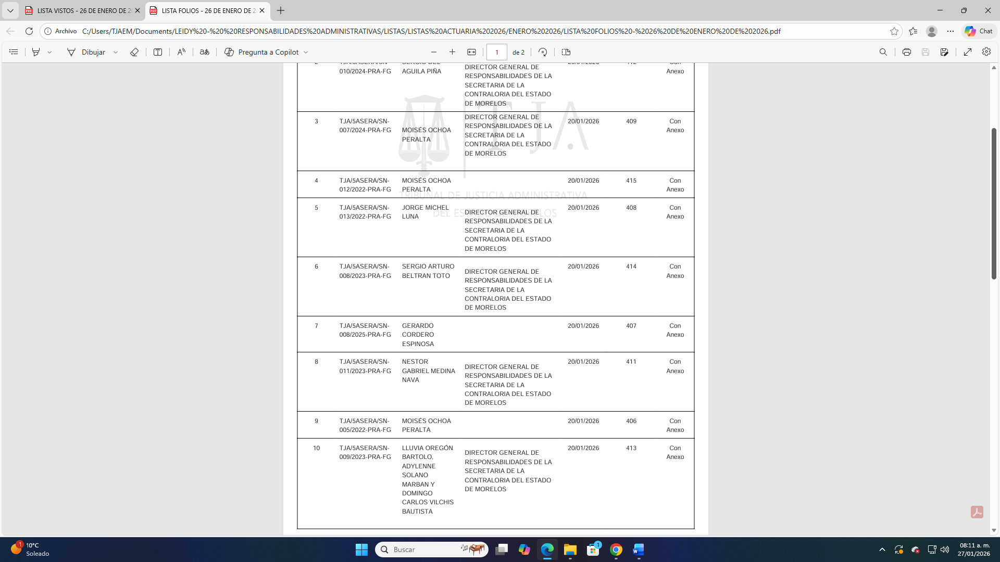 LISTA VISTOS - 26 DE ENERO DE 2
LISTA FOLIOS - 26 DE ENERO DE 2
Archivo C:/Users/TJAEM/Documents/LEIDY%20-%20%20RESPONSABILIDADES%20ADMINISTRATIVAS/LISTAS/LISTAS%20ACTUARIA%202026/ENERO%202026/LISTA%20FOLIOS%20-%2026%20DE%20ENERO%20DE%202026.pdf
Chat
Dibujar
Pregunta a Copilot
1 de 2
010/2024-PRA-FG AGUILA PIÑA DIRECTOR GENERAL DE Anexo
RESPONSABILIDADES DE LA
SECRETARIA DE LA
CONTRALORIA DEL ESTADO
DE MORELOS
TJA
TRIBUNAL DE JUSTICIA ADMINISTRATIVA
DEL ESTADO DE MORELOS
3 TJA/5ASERA/SN- DIRECTOR GENERAL DE 20/01/2026 409 Con
007/2024-PRA-FG MOISÉS OCHOA RESPONSABILIDADES DE LA Anexo
PERALTA SECRETARIA DE LA
CONTRALORIA DEL ESTADO
DE MORELOS
4 TJA/5ASERA/SN- MOISÉS OCHOA 20/01/2026 415 Con
012/2022-PRA-FG PERALTA Anexo
5 TJA/5ASERA/SN- JORGE MICHEL 20/01/2026 408 Con
013/2022-PRA-FG LUNA DIRECTOR GENERAL DE Anexo
RESPONSABILIDADES DE LA
SECRETARIA DE LA
CONTRALORIA DEL ESTADO
DE MORELOS
6 TJA/5ASERA/SN- SERGIO ARTURO 20/01/2026 414 Con
008/2023-PRA-FG BELTRAN TOTO DIRECTOR GENERAL DE Anexo
RESPONSABILIDADES DE LA
SECRETARIA DE LA
CONTRALORIA DEL ESTADO
DE MORELOS
7 TJA/5ASERA/SN- GERARDO 20/01/2026 407 Con
008/2025-PRA-FG CORDERO Anexo
ESPINOSA
8 TJA/5ASERA/SN- NESTOR 20/01/2026 411 Con
011/2023-PRA-FG GABRIEL MEDINA DIRECTOR GENERAL DE Anexo
NAVA RESPONSABILIDADES DE LA
SECRETARIA DE LA
CONTRALORIA DEL ESTADO
DE MORELOS
9 TJA/5ASERA/SN- MOISÉS OCHOA 20/01/2026 406 Con
005/2022-PRA-FG PERALTA Anexo
10 TJA/5ASERA/SN- LLUVIA OREGÓN 20/01/2026 413 Con
009/2023-PRA-FG BARTOLO, DIRECTOR GENERAL DE Anexo
ADYLENNE RESPONSABILIDADES DE LA
SOLANO SECRETARIA DE LA
MARBAN Y CONTRALORIA DEL ESTADO
DOMINGO DE MORELOS
CARLOS VILCHIS
BAUTISTA
1
10°C
Soleado
Buscar
1
08:11 a. m.
27/01/2026